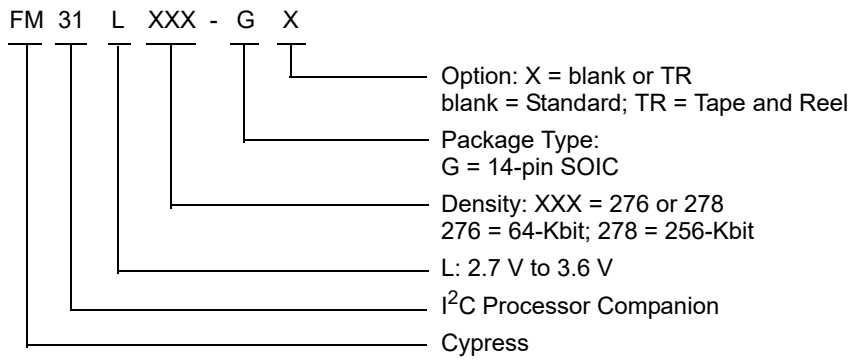 FM 31 L XXX - G X
Option: X = blank or TR
blank = Standard; TR = Tape and Reel
Package Type:
G = 14-pin SOIC
Density: XXX = 276 or 278
276 = 64-Kbit; 278 = 256-Kbit
L: 2.7 V to 3.6 V
I²C Processor Companion
Cypress